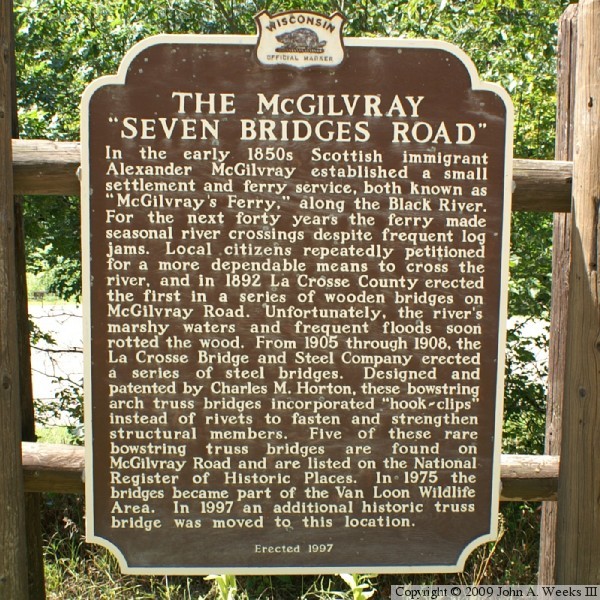 WISCONSIN
OFFICIAL MARKER
THE McGILVRAY
"SEVEN BRIDGES ROAD"
In the early 1850s Scottish immigrant
Alexander McGilvray established a small
settlement and ferry service, both known as
"McGilvray's Ferry," along the Black River.
For the next forty years the ferry made
seasonal river crossings despite frequent log
jams. Local citizens repeatedly petitioned
for a more dependable means to cross the
river, and in 1892 La Crosse County erected
the first in a series of wooden bridges on
McGilvray Road. Unfortunately, the river's
marshy waters and frequent floods soon
rotted the wood. From 1905 through 1908, the
La Crosse Bridge and Steel Company erected
a series of steel bridges. Designed and
patented by Charles M. Horton, these bowstring
arch truss bridges incorporated "hook-clips"
instead of rivets to fasten and strengthen
structural members. Five of these rare
bowstring truss bridges are found on
McGilvray Road and are listed on the National
Register of Historic Places. In 1975 the
bridges became part of the Van Loon Wildlife
Area. In 1997 an additional historic truss
bridge was moved to this location.
Erected 1997
Copyright © 2009 John A. Weeks III